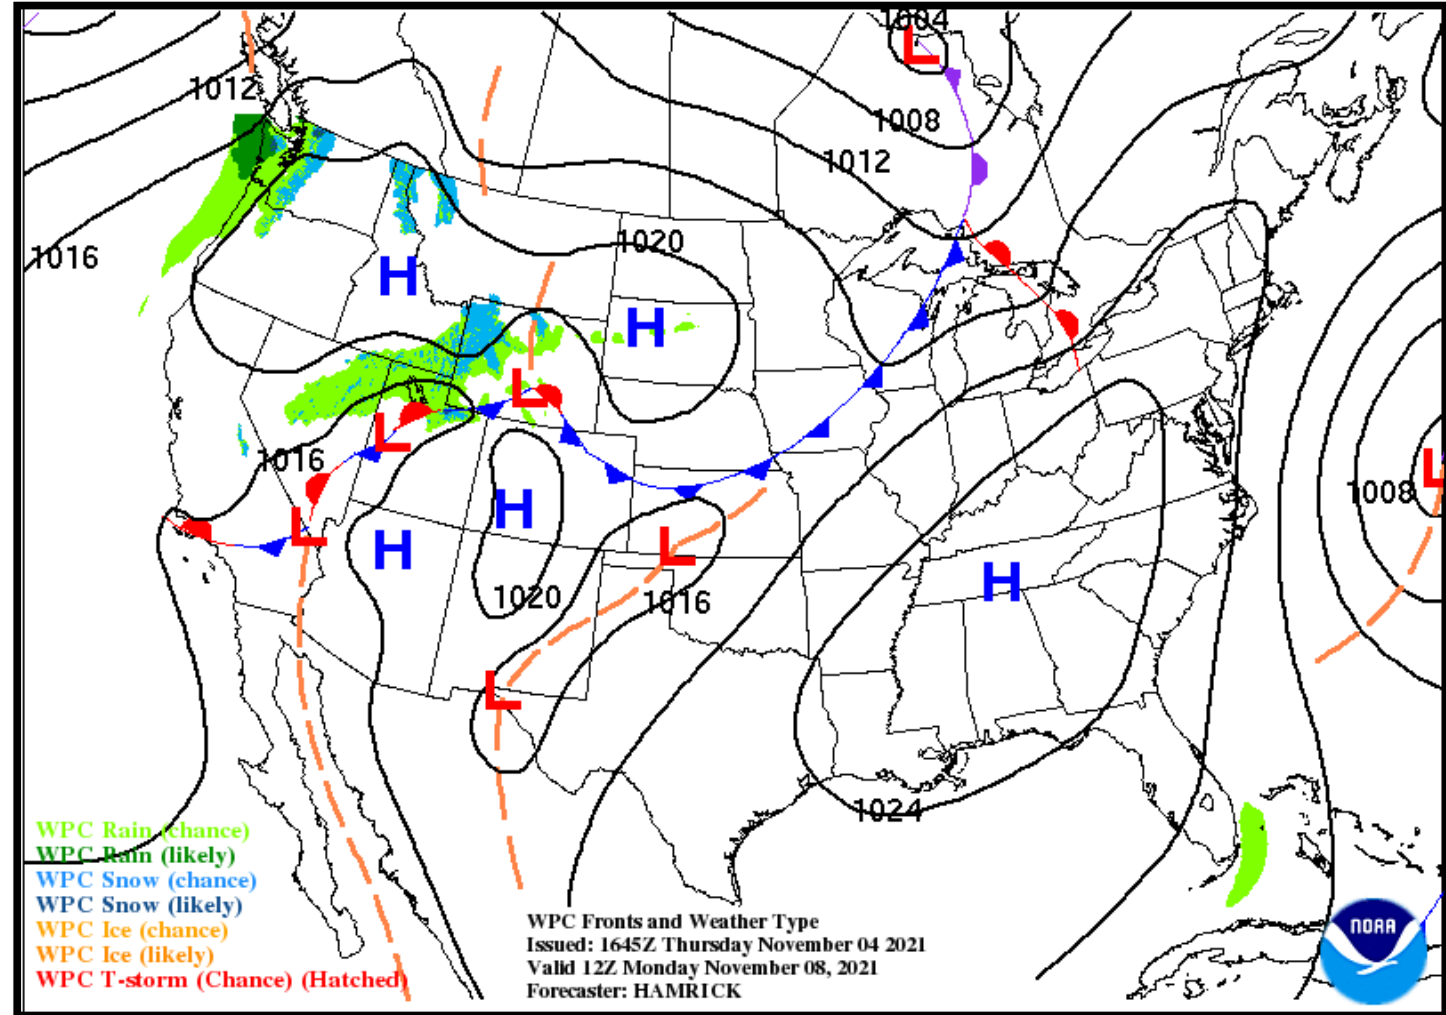 1004
1012
1008
1012
1020
1016
H
H
L
L
L
1016
1008
H
H
L
L
L
H
1020
1016
L
1024
WPC Rain (chance)
WPC Rain (likely)
WPC Snow (chance)
WPC Snow (likely)
WPC Ice (chance)
WPC Ice (likely)
WPC T-storm (Chance) (Hatched)
WPC Fronts and Weather Type
Issued: 1645Z Thursday November 04 2021
Valid 12Z Monday November 08, 2021
Forecaster: HAMRICK
NOAA